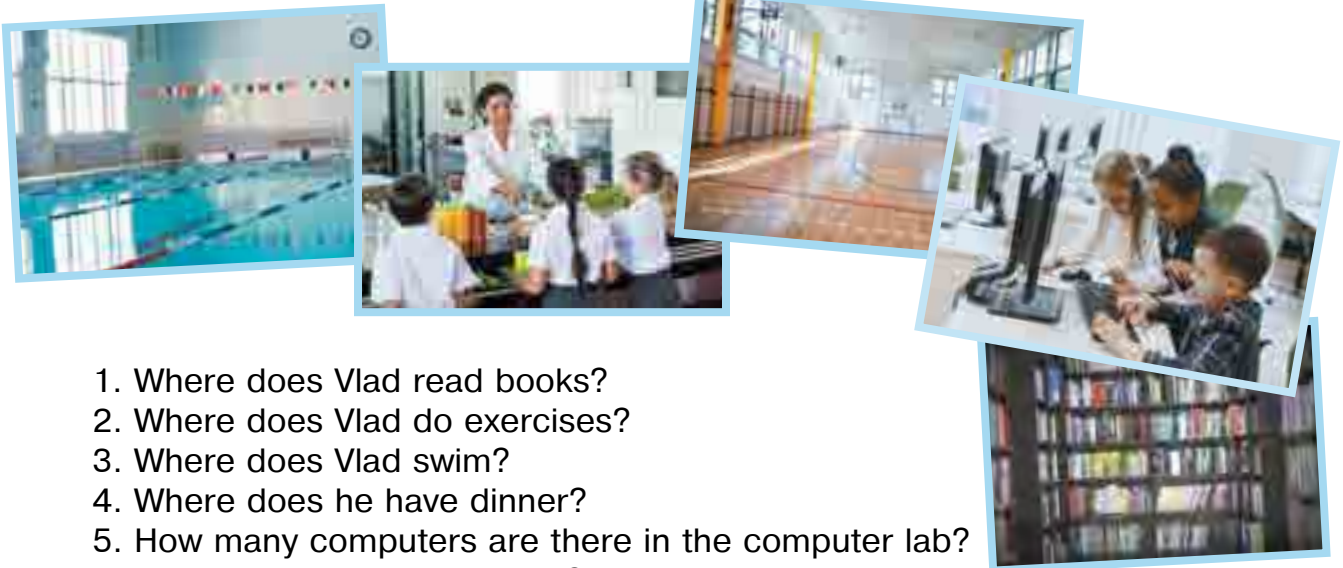 1. Where does Vlad read books?
2. Where does Vlad do exercises?
3. Where does Vlad swim?
4. Where does he have dinner?
5. How many computers are there in the computer lab?